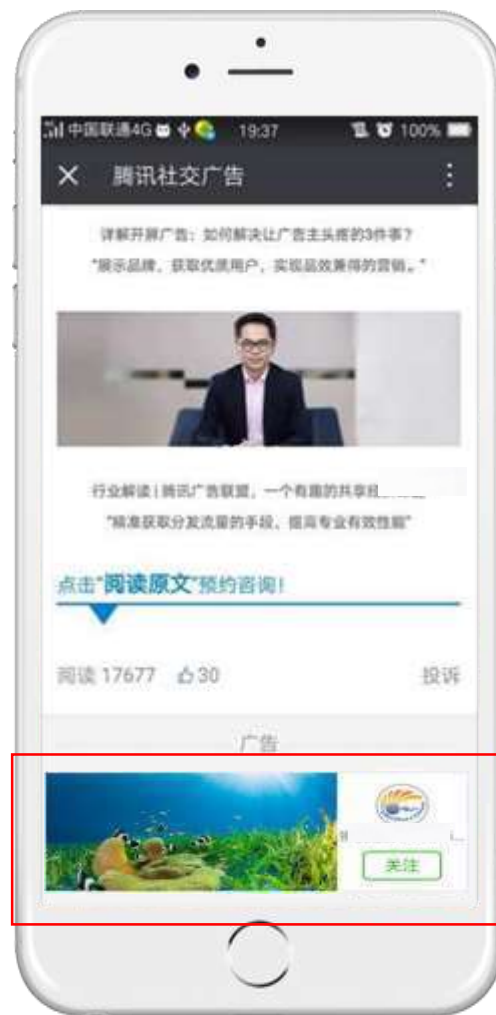 中国联通4G 19:37 100%
腾讯社交广告
详解开屏广告：如何解决让广告主头疼的3件事？
“展示品牌，获取优质用户，实现品效兼得的营销。”
行业解读|腾讯广告联盟，一个有趣的共享经
“精准获取分发流量的手段，提高专业有效性能”
点击“阅读原文”预约咨询！
阅读 17677 30 投诉
广告
关注